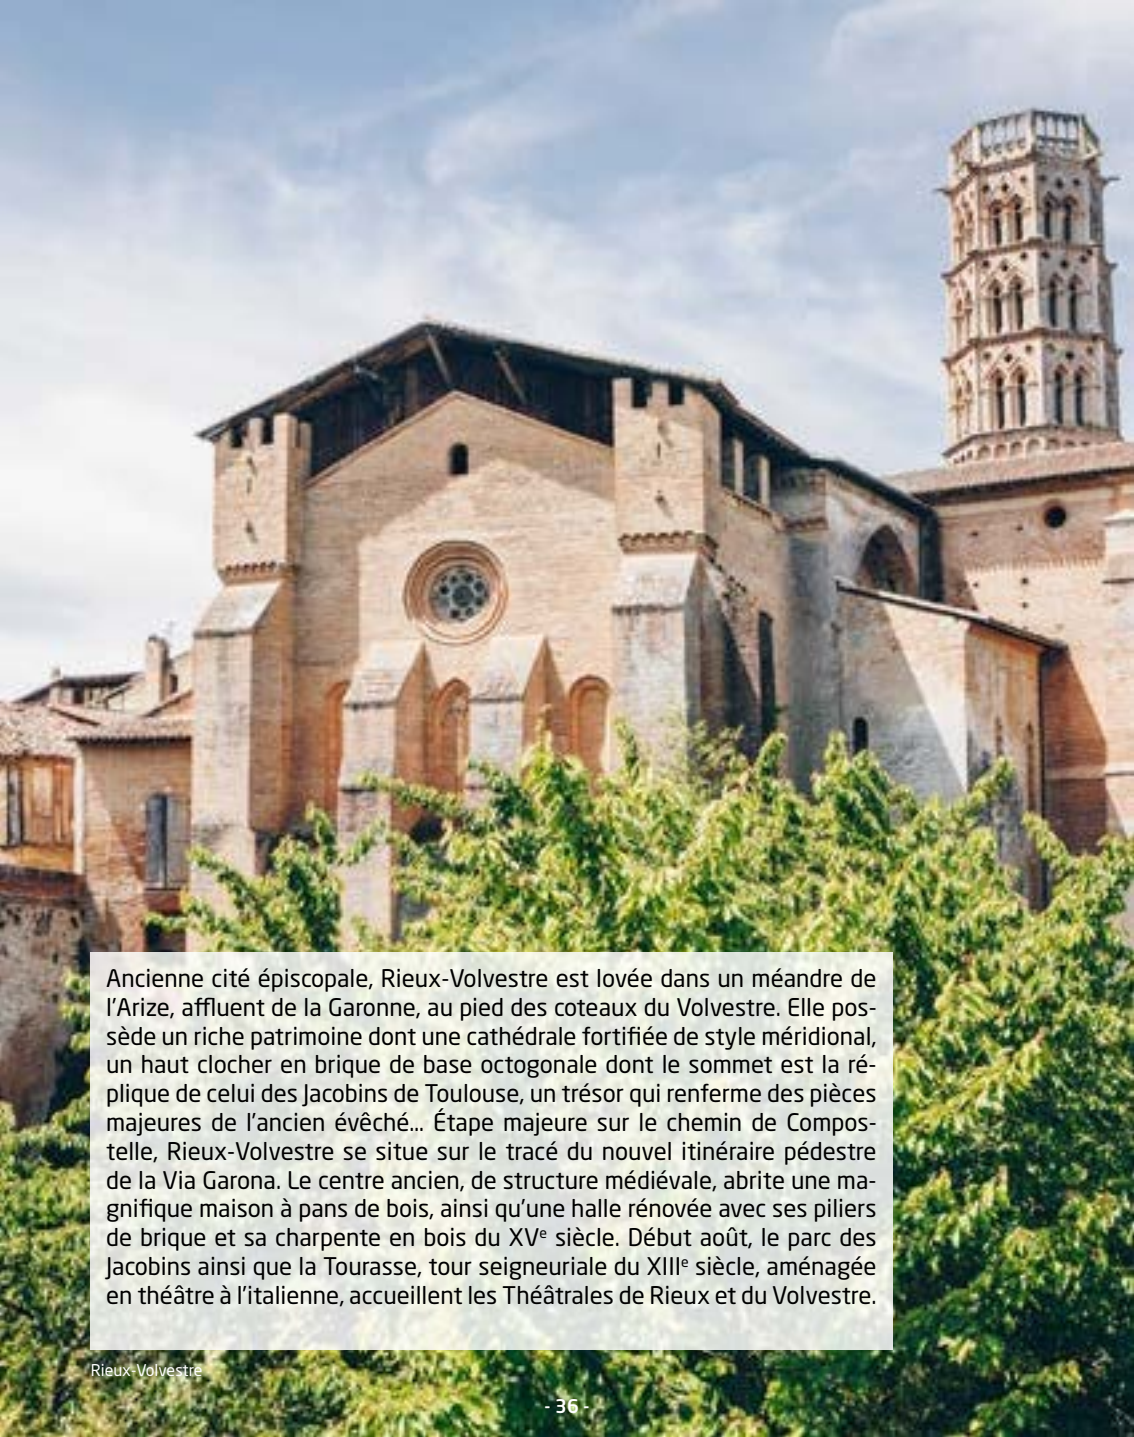 Ancienne cité épiscopale, Rieux-Volvestre est lovée dans un méandre de
l'Arize, affluent de la Garonne, au pied des coteaux du Volvestre. Elle pos-
sède un riche patrimoine dont une cathédrale fortifiée de style méridional,
un haut clocher en brique de base octogonale dont le sommet est la ré-
plique de celui des Jacobins de Toulouse, un trésor qui renferme des pièces
majeures de l'ancien évêché... Étape majeure sur le chemin de Compos-
telle, Rieux-Volvestre se situe sur le tracé du nouvel itinéraire pédestre
de la Via Garona. Le centre ancien, de structure médiévale, abrite une ma-
gnifique maison à pans de bois, ainsi qu'une halle rénovée avec ses piliers
de brique et sa charpente en bois du XVe siècle. Début août, le parc des
Jacobins ainsi que la Tourasse, tour seigneuriale du XIIIe siècle, aménagée
en théâtre à l'italienne, accueillent les Théâtrales de Rieux et du Volvestre.
Rieux-Volvestre
- 36 -